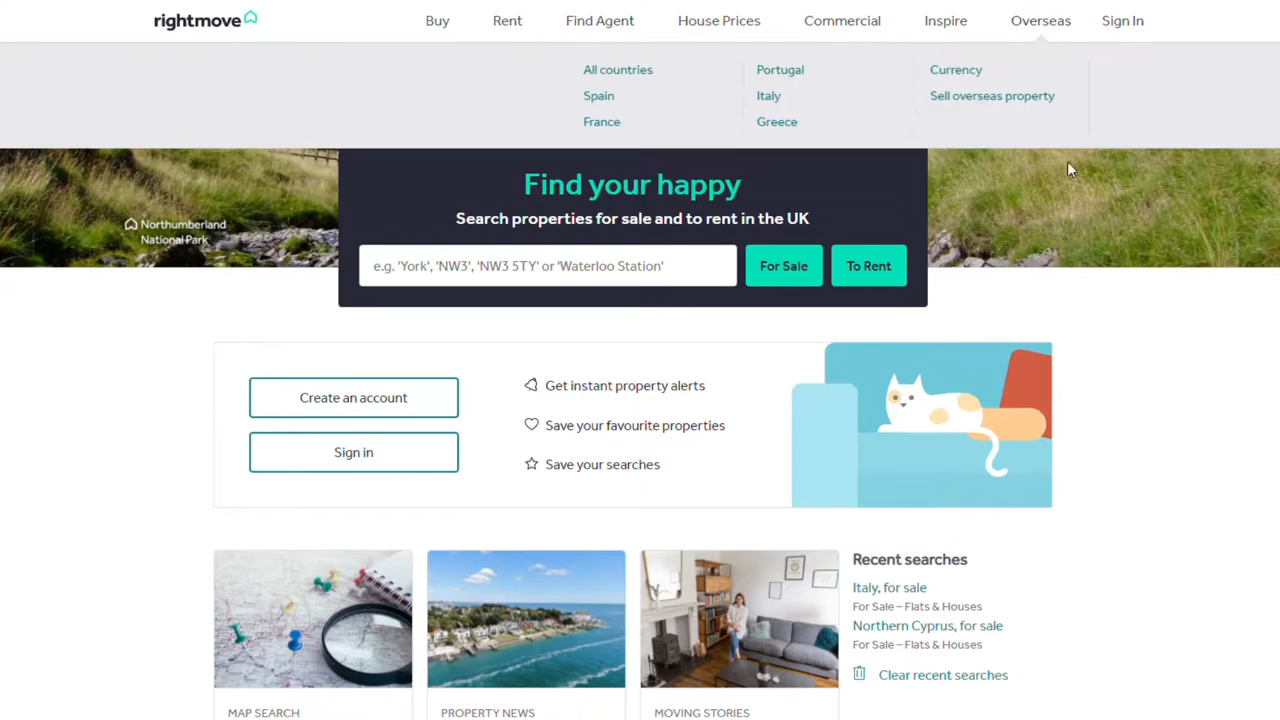 rightmove
Buy Rent Find Agent House Prices Commercial Inspire Overseas Sign In
All countries Portugal Currency
Spain Italy Sell overseas property
France Greece
Find your happy
Search properties for sale and to rent in the UK
Northumberland
National Park
e.g. 'York', 'NW3', 'NW3 5TY' or 'Waterloo Station' For Sale To Rent
Create an account
Sign in
Get instant property alerts
Save your favourite properties
Save your searches
Recent searches
Italy, for sale
For Sale – Flats & Houses
Northern Cyprus, for sale
For Sale – Flats & Houses
Clear recent searches
MAP SEARCH PROPERTY NEWS MOVING STORIES